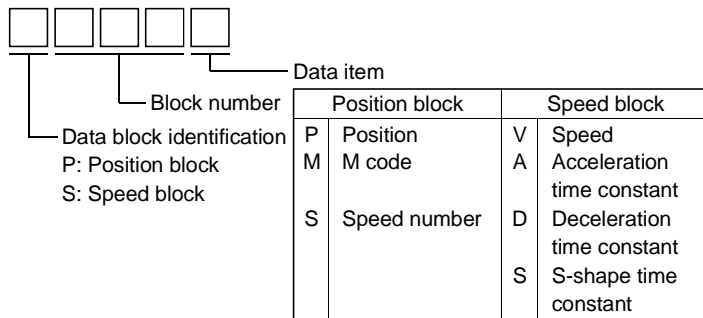 Data item
Block number
Data block identification
P: Position block
S: Speed block
Position block Speed block
P Position V Speed
M M code A Acceleration
time constant
S Speed number D Deceleration
time constant
S S-shape time
constant